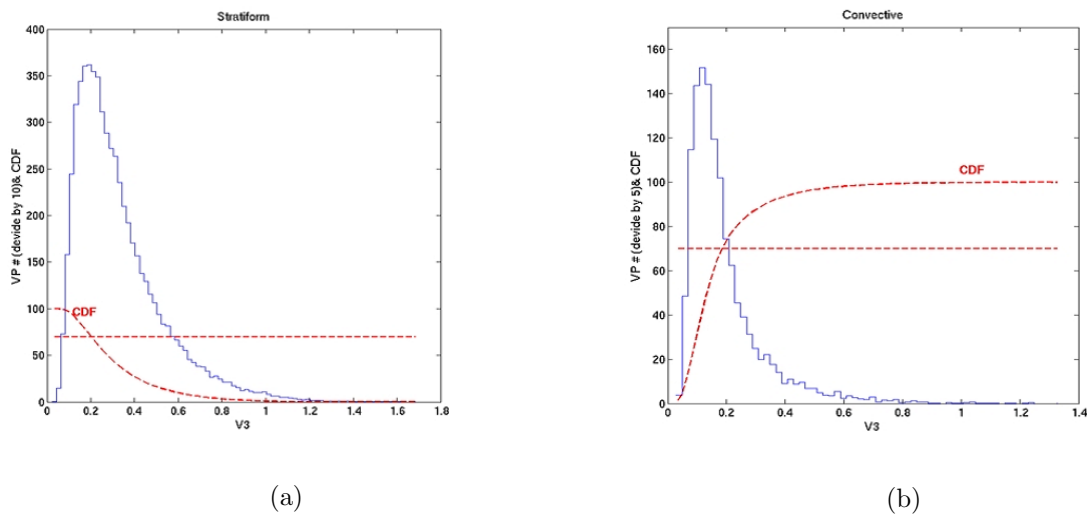 Stratiform
400
350
300
250
200
150
100
50
0
VP # (devide by 10)& CDF
CDF
0 0.2 0.4 0.6 0.8 1 1.2 1.4 1.6 1.8
V3
(a)
Convective
160
140
120
100
80
60
40
20
0
VP # (devide by 5)& CDF
CDF
0 0.2 0.4 0.6 0.8 1 1.2 1.4
V3
(b)